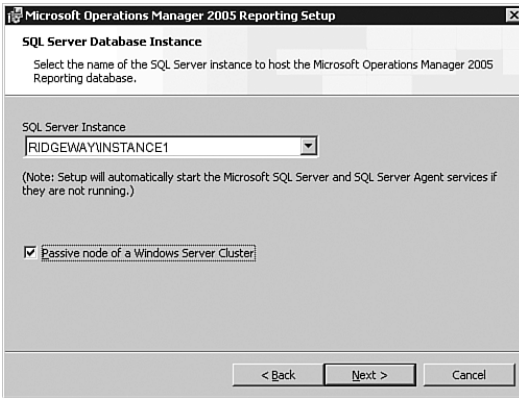 Microsoft Operations Manager 2005 Reporting Setup
SQL Server Database Instance
Select the name of the SQL Server instance to host the Microsoft Operations Manager 2005
Reporting database.
SQL Server Instance
RIDGEWAY\INSTANCE1
(Note: Setup will automatically start the Microsoft SQL Server and SQL Server Agent services if
they are not running.)
Passive node of a Windows Server Cluster
< Back
Next >
Cancel